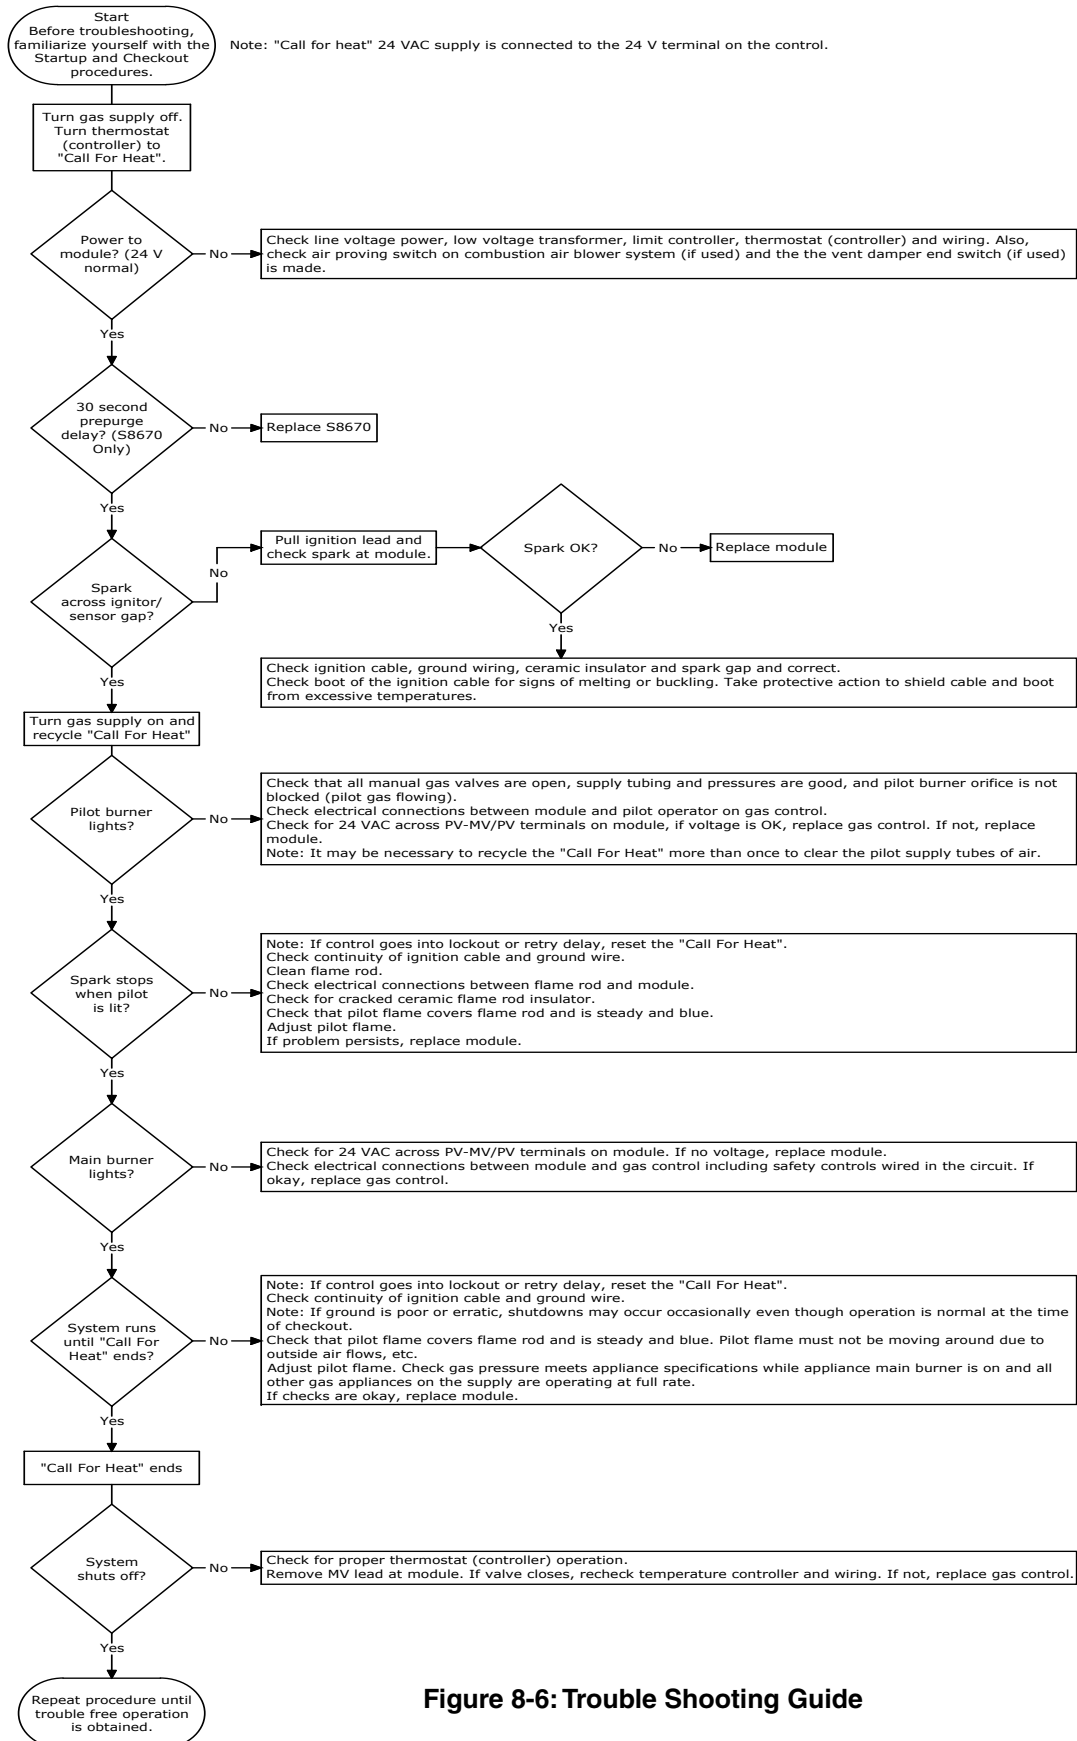 Start
Before troubleshooting,
familiarize yourself with the
Startup and Checkout
procedures.
Note: "Call for heat" 24 VAC supply is connected to the 24 V terminal on the control.
Turn gas supply off.
Turn thermostat
(controller) to
"Call For Heat".
Power to
module? (24 V
normal)
No
Check line voltage power, low voltage transformer, limit controller, thermostat (controller) and wiring. Also,
check air proving switch on combustion air blower system (if used) and the the vent damper end switch (if used)
is made.
Yes
30 second
prepurge
delay? (S8670
Only)
No
Replace S8670
Yes
Spark
across ignitor/
sensor gap?
No
Pull ignition lead and
check spark at module.
Spark OK?
No
Replace module
Yes
Check ignition cable, ground wiring, ceramic insulator and spark gap and correct.
Check boot of the ignition cable for signs of melting or buckling. Take protective action to shield cable and boot
from excessive temperatures.
Yes
Turn gas supply on and
recycle "Call For Heat"
Pilot burner
lights?
No
Check that all manual gas valves are open, supply tubing and pressures are good, and pilot burner orifice is not
blocked (pilot gas flowing).
Check electrical connections between module and pilot operator on gas control.
Check for 24 VAC across PV-MV/PV terminals on module, if voltage is OK, replace gas control. If not, replace
module.
Note: It may be necessary to recycle the "Call For Heat" more than once to clear the pilot supply tubes of air.
Yes
Spark stops
when pilot
is lit?
No
Note: If control goes into lockout or retry delay, reset the "Call For Heat".
Check continuity of ignition cable and ground wire.
Clean flame rod.
Check electrical connections between flame rod and module.
Check for cracked ceramic flame rod insulator.
Check that pilot flame covers flame rod and is steady and blue.
Adjust pilot flame.
If problem persists, replace module.
Yes
Main burner
lights?
No
Check for 24 VAC across PV-MV/PV terminals on module. If no voltage, replace module.
Check electrical connections between module and gas control including safety controls wired in the circuit. If
okay, replace gas control.
Yes
System runs
until "Call For
Heat" ends?
No
Note: If control goes into lockout or retry delay, reset the "Call For Heat".
Check continuity of ignition cable and ground wire.
Note: If ground is poor or erratic, shutdowns may occur occasionally even though operation is normal at the time
of checkout.
Check that pilot flame covers flame rod and is steady and blue. Pilot flame must not be moving around due to
outside air flows, etc.
Adjust pilot flame. Check gas pressure meets appliance specifications while appliance main burner is on and all
other gas appliances on the supply are operating at full rate.
If checks are okay, replace module.
Yes
"Call For Heat" ends
System
shuts off?
No
Check for proper thermostat (controller) operation.
Remove MV lead at module. If valve closes, recheck temperature controller and wiring. If not, replace gas control.
Yes
Repeat procedure until
trouble free operation
is obtained.
Figure 8-6: Trouble Shooting Guide